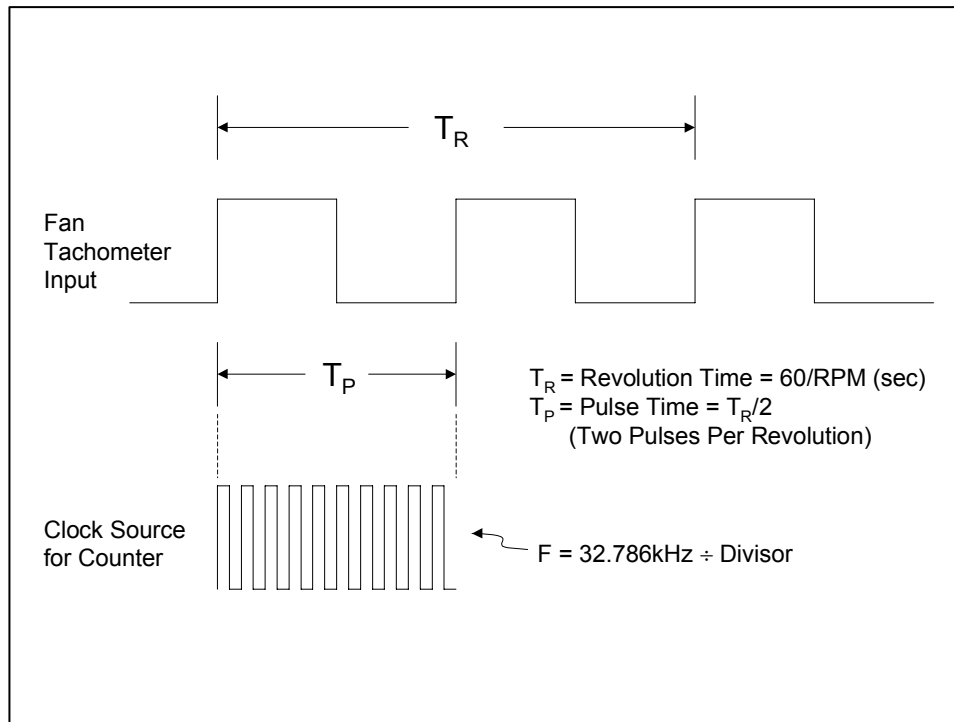 T_R
Fan
Tachometer
Input
T_P
T_R = Revolution Time = 60/RPM (sec)
T_P = Pulse Time = T_R/2
(Two Pulses Per Revolution)
Clock Source
for Counter
F = 32.786kHz ÷ Divisor